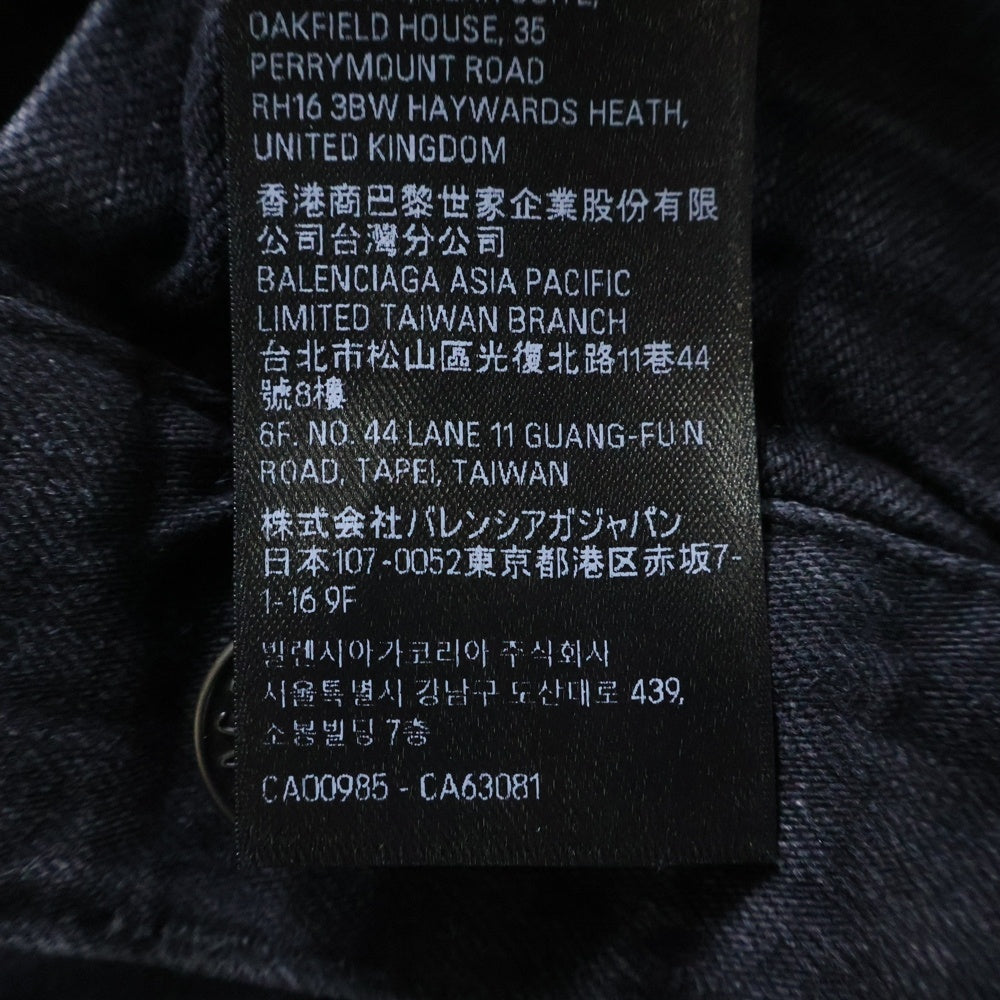 OAKFIELD HOUSE, 35
PERRYMOUNT ROAD
RH16 3BW HAYWARDS HEATH,
UNITED KINGDOM
香港商巴黎世家企業股份有限
公司台灣分公司
BALENCIAGA ASIA PACIFIC
LIMITED TAIWAN BRANCH
台北市松山區光復北路11巷44
號8樓
8F. NO. 44 LANE 11 GUANG-FU N.
ROAD, TAPEI, TAIWAN
株式会社バレンシアガジャパン
日本107-0052東京都港区赤坂7-
1-16 9F
발렌시아가코리아 주식회사
서울특별시 강남구 도산대로 439,
소봉빌딩 7층
CA00985 - CA63081